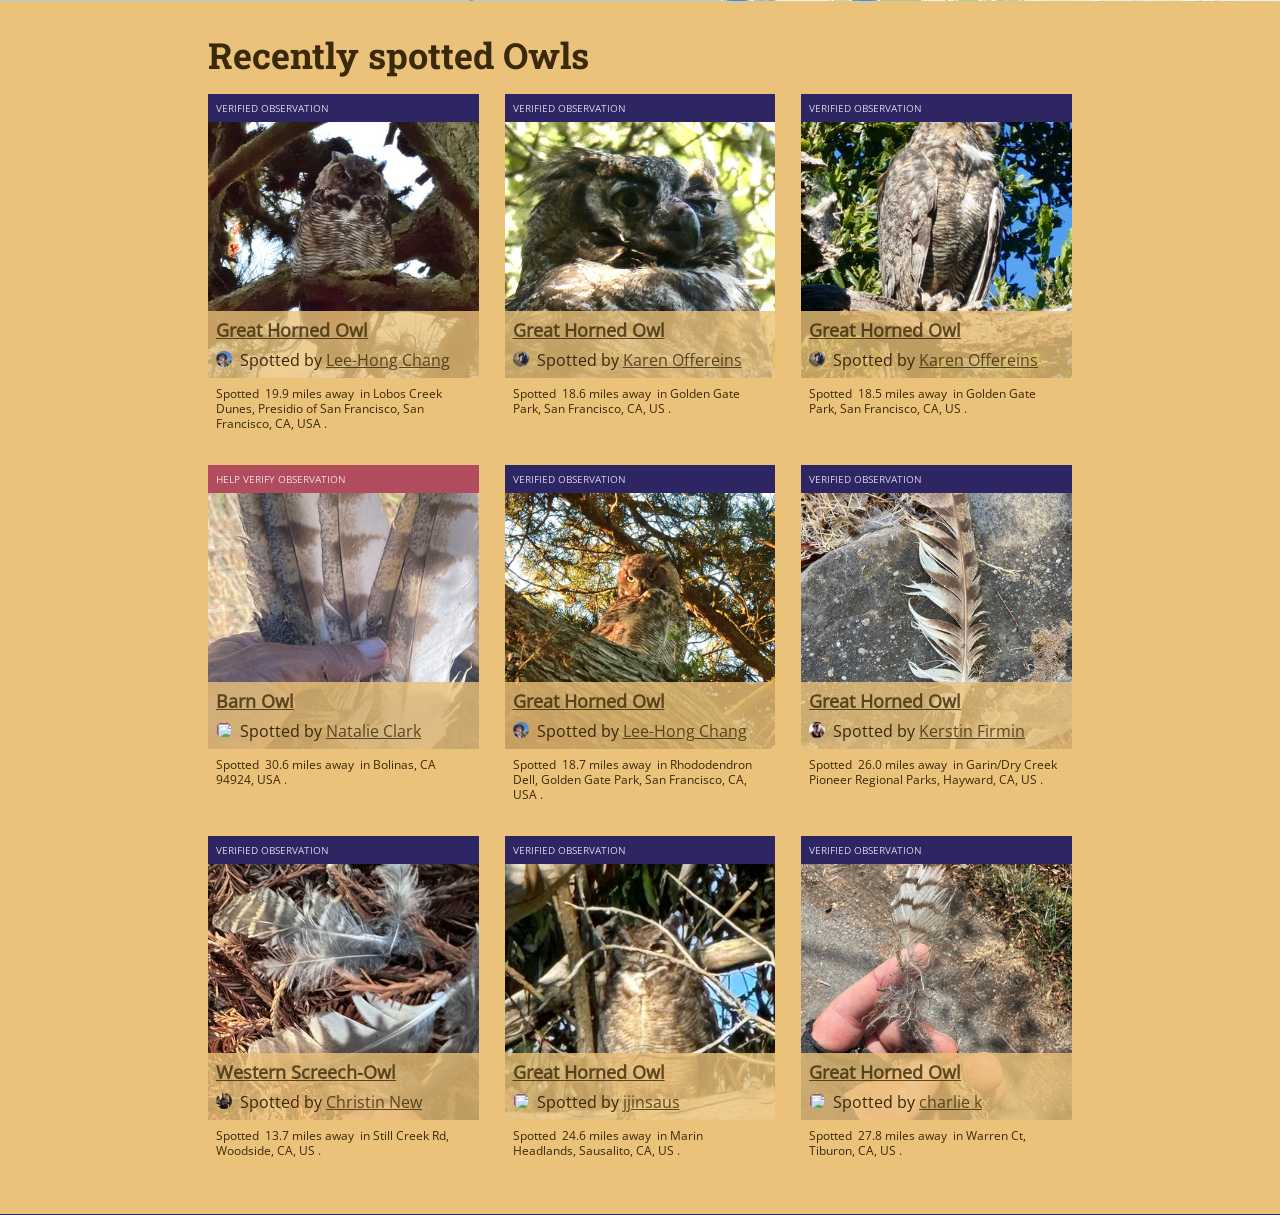 Recently spotted Owls
VERIFIED OBSERVATION
Great Horned Owl
Spotted by Lee-Hong Chang
Spotted 19.9 miles away in Lobos Creek
Dunes, Presidio of San Francisco, San
Francisco, CA, USA .
VERIFIED OBSERVATION
Great Horned Owl
Spotted by Karen Offereins
Spotted 18.6 miles away in Golden Gate
Park, San Francisco, CA, US .
VERIFIED OBSERVATION
Great Horned Owl
Spotted by Karen Offereins
Spotted 18.5 miles away in Golden Gate
Park, San Francisco, CA, US .
HELP VERIFY OBSERVATION
Barn Owl
Spotted by Natalie Clark
Spotted 30.6 miles away in Bolinas, CA
94924, USA .
VERIFIED OBSERVATION
Great Horned Owl
Spotted by Lee-Hong Chang
Spotted 18.7 miles away in Rhododendron
Dell, Golden Gate Park, San Francisco, CA,
USA .
VERIFIED OBSERVATION
Great Horned Owl
Spotted by Kerstin Firmin
Spotted 26.0 miles away in Garin/Dry Creek
Pioneer Regional Parks, Hayward, CA, US .
VERIFIED OBSERVATION
Western Screech-Owl
Spotted by Christin New
Spotted 13.7 miles away in Still Creek Rd,
Woodside, CA, US .
VERIFIED OBSERVATION
Great Horned Owl
Spotted by jjinsaus
Spotted 24.6 miles away in Marin
Headlands, Sausalito, CA, US .
VERIFIED OBSERVATION
Great Horned Owl
Spotted by charlie k
Spotted 27.8 miles away in Warren Ct,
Tiburon, CA, US .